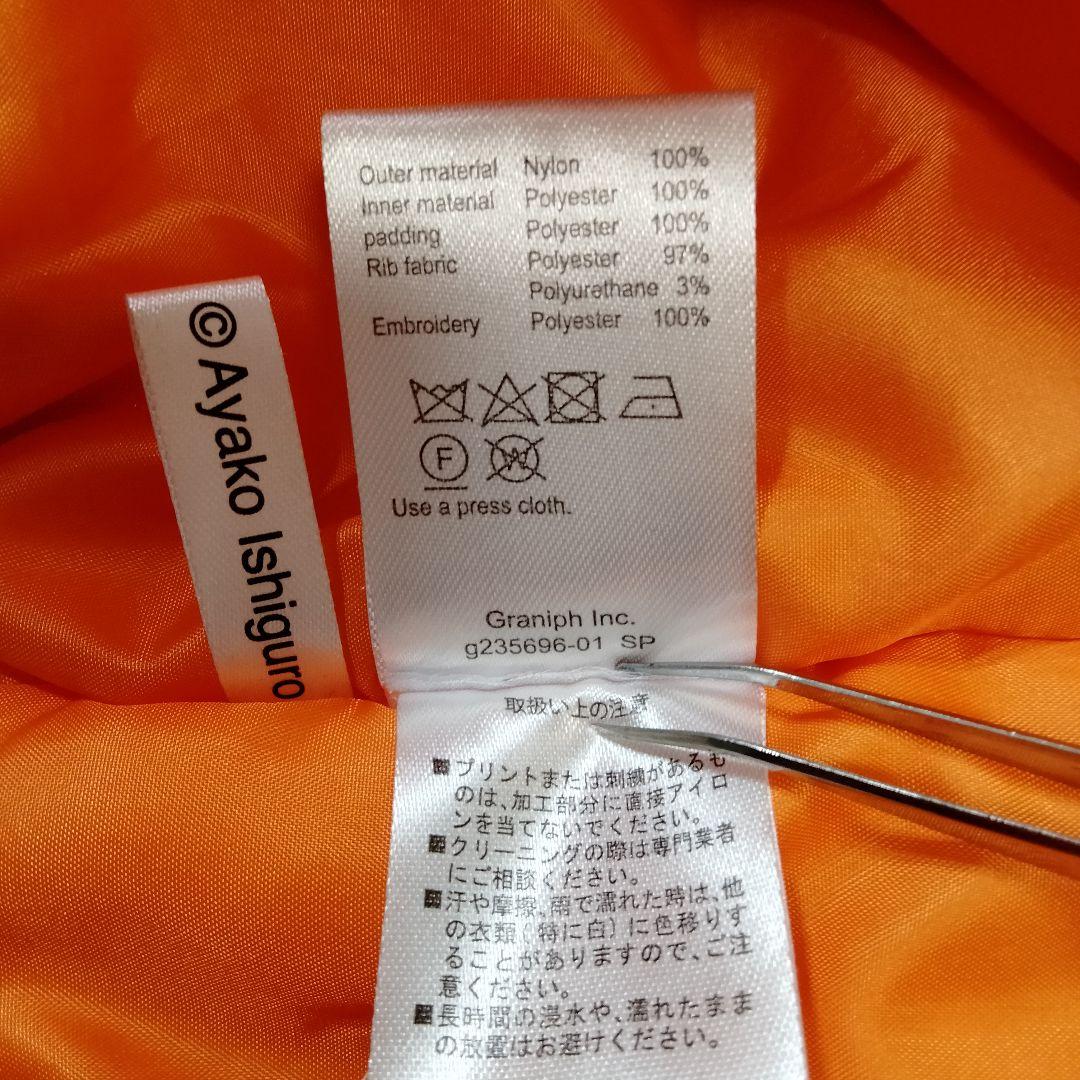 Outer material Nylon 100%
Inner material Polyester 100%
padding Polyester 100%
Rib fabric Polyester 97%
Polyurethane 3%
Embroidery Polyester 100%
F W
Use a press cloth.
Graniph Inc.
g235696-01 SP
© Ayako Ishiguro
取扱い上の注意
■プリントまたは刺繍があるも
のは、加工部分に直接アイロ
ンを当てないでください。
■クリーニングの際は専門業者
にご相談ください。
■汗や摩擦、雨で濡れた時は、他
の衣類(特に白)に色移りす
ることがありますので、ご注
意ください。
■長時間の浸水や、濡れたまま
の放置はお避けください。